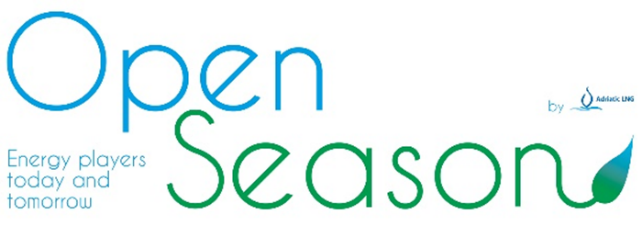 Open
Season
Energy players
today and
tomorrow
by Adriatic LNG